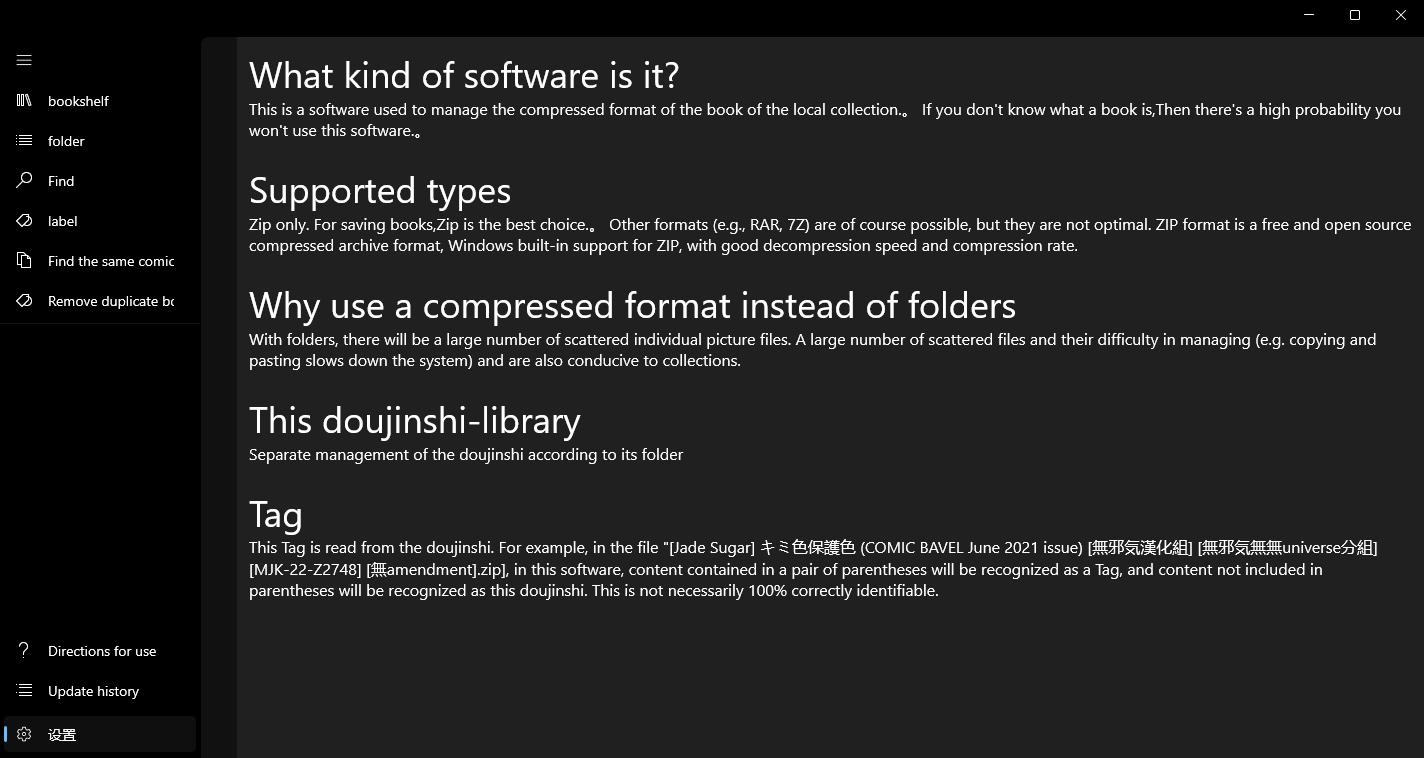 bookshelf
folder
Find
label
Find the same comic
Remove duplicate bo
Directions for use
Update history
设置
What kind of software is it?
This is a software used to manage the compressed format of the book of the local collection.。 If you don't know what a book is,Then there's a high probability you
won't use this software.。
Supported types
Zip only. For saving books,Zip is the best choice.。 Other formats (e.g., RAR, 7Z) are of course possible, but they are not optimal. ZIP format is a free and open source
compressed archive format, Windows built-in support for ZIP, with good decompression speed and compression rate.
Why use a compressed format instead of folders
With folders, there will be a large number of scattered individual picture files. A large number of scattered files and their difficulty in managing (e.g. copying and
pasting slows down the system) and are also conducive to collections.
This doujinshi-library
Separate management of the doujinshi according to its folder
Tag
This Tag is read from the doujinshi. For example, in the file "[Jade Sugar] キミ色保護色 (COMIC BAVEL June 2021 issue) [無邪気漢化組] [無邪気無無universe分組]
[MJK-22-Z2748] [無amendment].zip], in this software, content contained in a pair of parentheses will be recognized as a Tag, and content not included in
parentheses will be recognized as this doujinshi. This is not necessarily 100% correctly identifiable.